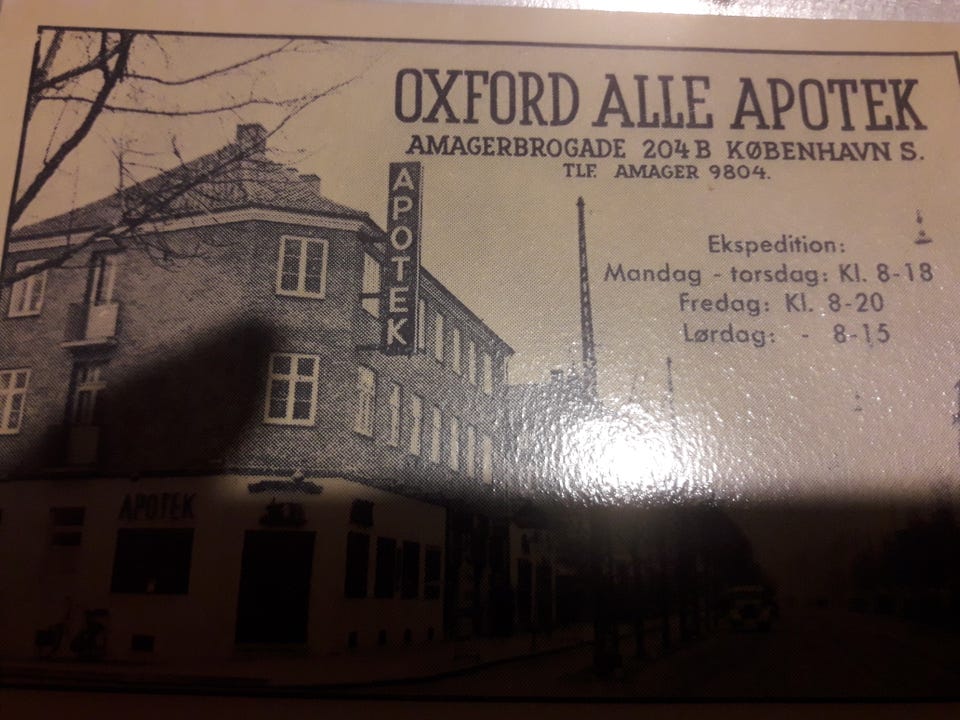 OXFORD ALLE APOTEK
AMAGERBROGADE 204B KØBENHAVN S.
TLF. AMAGER 9804.
Ekspedition:
Mandag - torsdag: Kl. 8-18
Fredag: Kl. 8-20
Lørdag: - 8-15
APOTEK
APOTEK